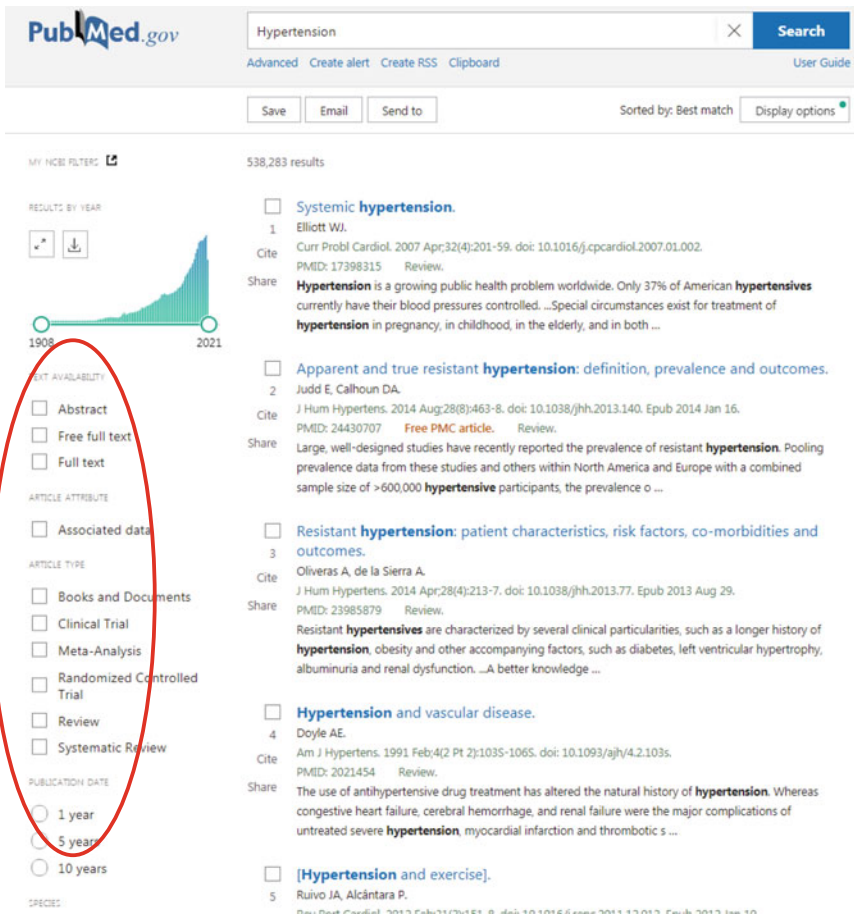 PubMed.gov
Hypertension
Search
Advanced Create alert Create RSS Clipboard
User Guide
Save Email Send to
Sorted by: Best match Display options
MY NCBI FILTERS
538,283 results
RESULTS BY YEAR
1908 2021
TEXT AVAILABILITY
Abstract
Free full text
Full text
ARTICLE ATTRIBUTE
Associated data
ARTICLE TYPE
Books and Documents
Clinical Trial
Meta-Analysis
Randomized Controlled
Trial
Review
Systematic Review
PUBLICATION DATE
1 year
5 years
10 years
SPECIES
Systemic hypertension.
1
Elliott WJ.
Cite
Curr Probl Cardiol. 2007 Apr;32(4):201-59. doi: 10.1016/j.cpcardiol.2007.01.002.
PMID: 17398315 Review.
Share
Hypertension is a growing public health problem worldwide. Only 37% of American hypertensives
currently have their blood pressures controlled. ...Special circumstances exist for treatment of
hypertension in pregnancy, in childhood, in the elderly, and in both ...
Apparent and true resistant hypertension: definition, prevalence and outcomes.
2
Judd E, Calhoun DA.
Cite
J Hum Hypertens. 2014 Aug;28(8):463-8. doi: 10.1038/jhh.2013.140. Epub 2014 Jan 16.
PMID: 24430707 Free PMC article. Review.
Share
Large, well-designed studies have recently reported the prevalence of resistant hypertension. Pooling
prevalence data from these studies and others within North America and Europe with a combined
sample size of >600,000 hypertensive participants, the prevalence o ...
Resistant hypertension: patient characteristics, risk factors, co-morbidities and
outcomes.
3
Oliveras A, de la Sierra A.
Cite
J Hum Hypertens. 2014 Apr;28(4):213-7. doi: 10.1038/jhh.2013.77. Epub 2013 Aug 29.
PMID: 23985879 Review.
Share
Resistant hypertensives are characterized by several clinical particularities, such as a longer history of
hypertension, obesity and other accompanying factors, such as diabetes, left ventricular hypertrophy,
albuminuria and renal dysfunction. ...A better knowledge ...
Hypertension and vascular disease.
4
Doyle AE.
Cite
Am J Hypertens. 1991 Feb;4(2 Pt 2):103S-106S. doi: 10.1093/ajh/4.2.103s.
PMID: 2021454 Review.
Share
The use of antihypertensive drug treatment has altered the natural history of hypertension. Whereas
congestive heart failure, cerebral hemorrhage, and renal failure were the major complications of
untreated severe hypertension, myocardial infarction and thrombotic s ...
[Hypertension and exercise].
5
Ruivo JA, Alcántara P.